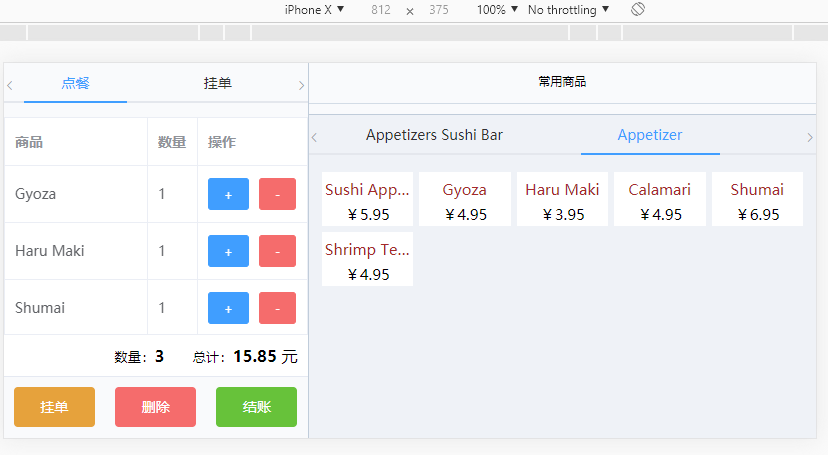 iPhone X ▼ 812 × 375 100% ▼ No throttling ▼
点餐 挂单
商品 数量 操作
Gyoza 1 + -
Haru Maki 1 + -
Shumai 1 + -
数量：3 总计：15.85 元
挂单 删除 结账
常用商品
Appetizers Sushi Bar Appetizer
Sushi App... Gyoza Haru Maki Calamari Shumai
￥5.95 ￥4.95 ￥3.95 ￥4.95 ￥6.95
Shrimp Te...
￥4.95